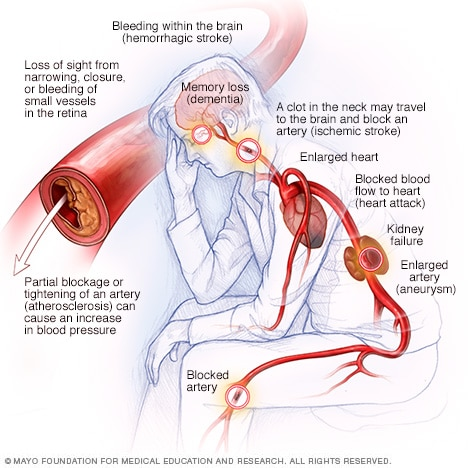 Bleeding within the brain
(hemorrhagic stroke)
Loss of sight from
narrowing, closure,
or bleeding of
small vessels
in the retina
Memory loss
(dementia)
A clot in the neck may travel
to the brain and block an
artery (ischemic stroke)
Enlarged heart
Blocked blood
flow to heart
(heart attack)
Kidney
failure
Enlarged
artery
(aneurysm)
Partial blockage or
tightening of an artery
(atherosclerosis) can
cause an increase
in blood pressure
Blocked
artery
© MAYO FOUNDATION FOR MEDICAL EDUCATION AND RESEARCH. ALL RIGHTS RESERVED.